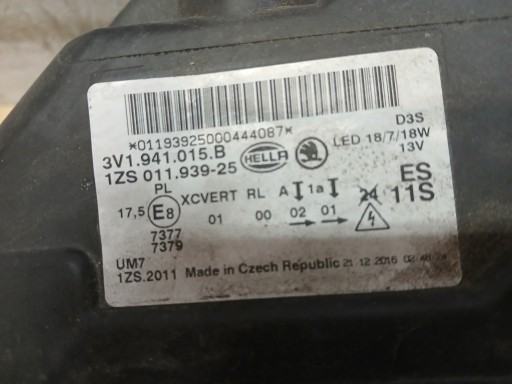 *01193925000444087*
D3S
3V1.941.015.B HELLA LED 18/7/18W
1ZS 011.939-25 13V
PL ES
XCVERT RL A 1a 24 11S
17,5 E8 01 00 02 01
7377
7379
UM7
1ZS.2011 Made in Czech Republic 21.12.2016